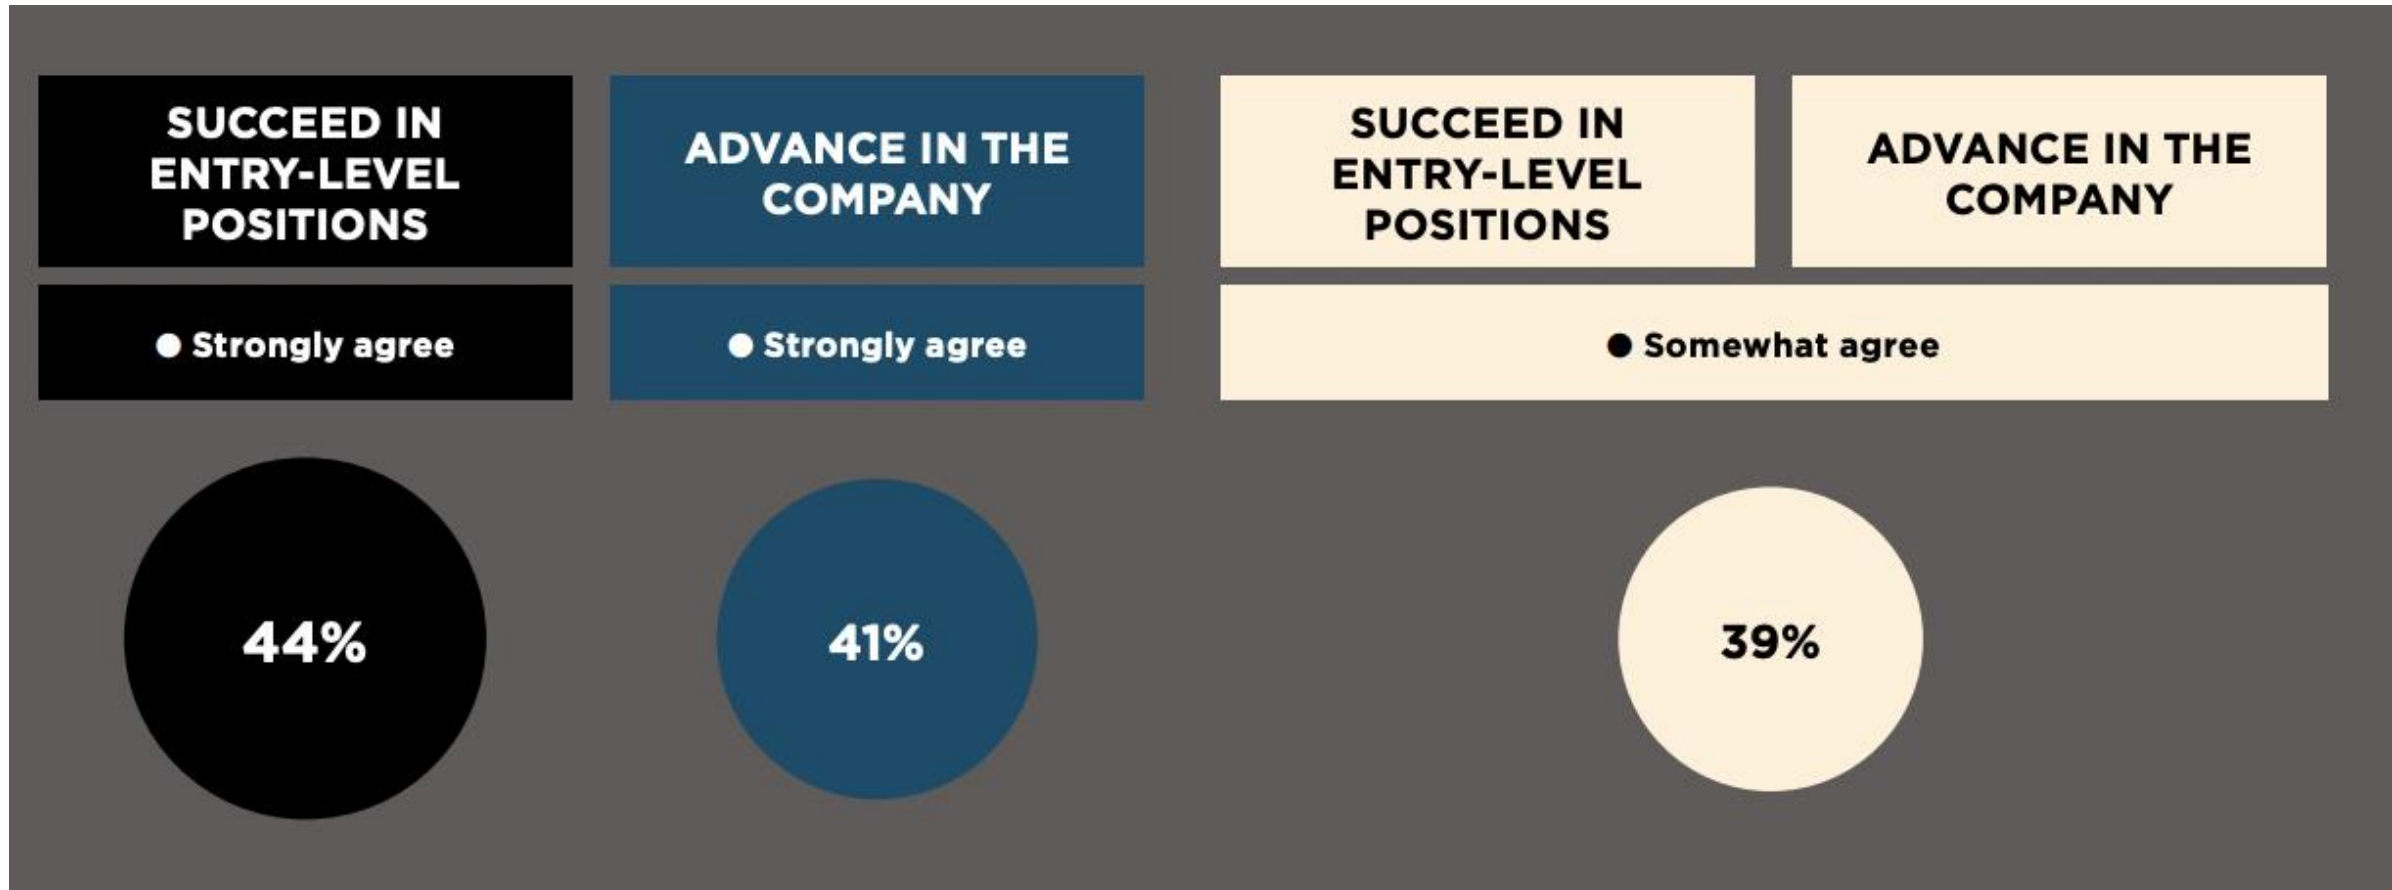 SUCCEED IN
ENTRY-LEVEL
POSITIONS
ADVANCE IN THE
COMPANY
SUCCEED IN
ENTRY-LEVEL
POSITIONS
ADVANCE IN THE
COMPANY
● Strongly agree
● Strongly agree
● Somewhat agree
44%
41%
39%